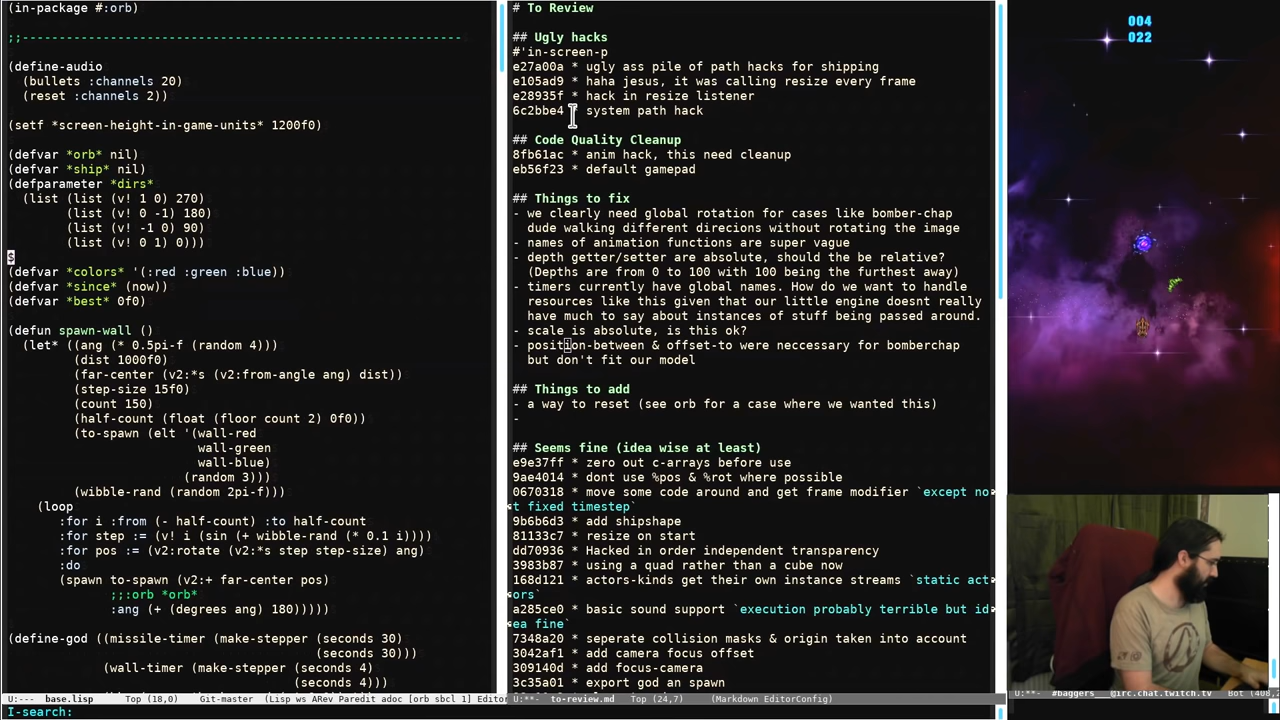 (in-package #:orb)
;;------------------------------------------------------------
(define-audio
(bullets :channels 20)
(reset :channels 2))
(setf *screen-height-in-game-units* 1200f0)
(defvar *orb* nil)
(defvar *ship* nil)
(defparameter *dirs*
(list (list (v! 1 0) 270)
(list (v! 0 -1) 180)
(list (v! -1 0) 90)
(list (v! 0 1) 0)))
$
(defvar *colors* '(:red :green :blue))
(defvar *since* (now))
(defvar *best* 0f0)
(defun spawn-wall ()
(let* ((ang (* 0.5pi-f (random 4)))
(dist 1000f0)
(far-center (v2:*s (v2:from-angle ang) dist))
(step-size 15f0)
(count 150)
(half-count (float (floor count 2) 0f0))
(to-spawn (elt '(wall-red
wall-green
wall-blue)
(random 3)))
(wibble-rand (random 2pi-f)))
(loop
:for i :from (- half-count) :to half-count
:for step := (v! i (sin (+ wibble-rand (* 0.1 i))))
:for pos := (v2:rotate (v2:*s step step-size) ang)
:do
(spawn to-spawn (v2:+ far-center pos)
;;:orb *orb*
:ang (+ (degrees ang) 180)))))
(define-god ((missile-timer (make-stepper (seconds 30)
(seconds 30)))
(wall-timer (make-stepper (seconds 4)
(seconds 4)))
U:--- base.lisp Top (18,0) Git-master (Lisp ws ARev Paredit adoc [orb sbcl 1] Editor
I-search:
# To Review
## Ugly hacks
#'in-screen-p
e27a00a * ugly ass pile of path hacks for shipping
e105ad9 * haha jesus, it was calling resize every frame
e28935f * hack in resize listener
6c2bbe4 * system path hack
## Code Quality Cleanup
8fb61ac * anim hack, this need cleanup
eb56f23 * default gamepad
## Things to fix
- we clearly need global rotation for cases like bomber-chap
dude walking different direcions without rotating the image
- names of animation functions are super vague
- depth getter/setter are absolute, should the be relative?
(Depths are from 0 to 100 with 100 being the furthest away)
- timers currently have global names. How do we want to handle
resources like this given that our little engine doesnt really
have much to say about instances of stuff being passed around.
- scale is absolute, is this ok?
- position-between & offset-to were neccessary for bomberchap
but don't fit our model
## Things to add
- a way to reset (see orb for a case where we wanted this)
-
## Seems fine (idea wise at least)
e9e37ff * zero out c-arrays before use
9ae4014 * dont use %pos & %rot where possible
0670318 * move some code around and get frame modifier `except no
t fixed timestep`
9b6b6d3 * add shipshape
81133c7 * resize on start
dd70936 * Hacked in order independent transparency
3983b87 * using a quad rather than a cube now
168d121 * actors-kinds get their own instance streams `static act
ors`
a285ce0 * basic sound support `execution probably terrible but id
ea fine`
7348a20 * seperate collision masks & origin taken into account
3042af1 * add camera focus offset
309140d * add focus-camera
3c35a01 * export god an spawn
U:**- to-review.md Top (24,7) (Markdown EditorConfig)
004
022
U:**- #baggers___@irc.chat.twitch.tv Bot (408,2